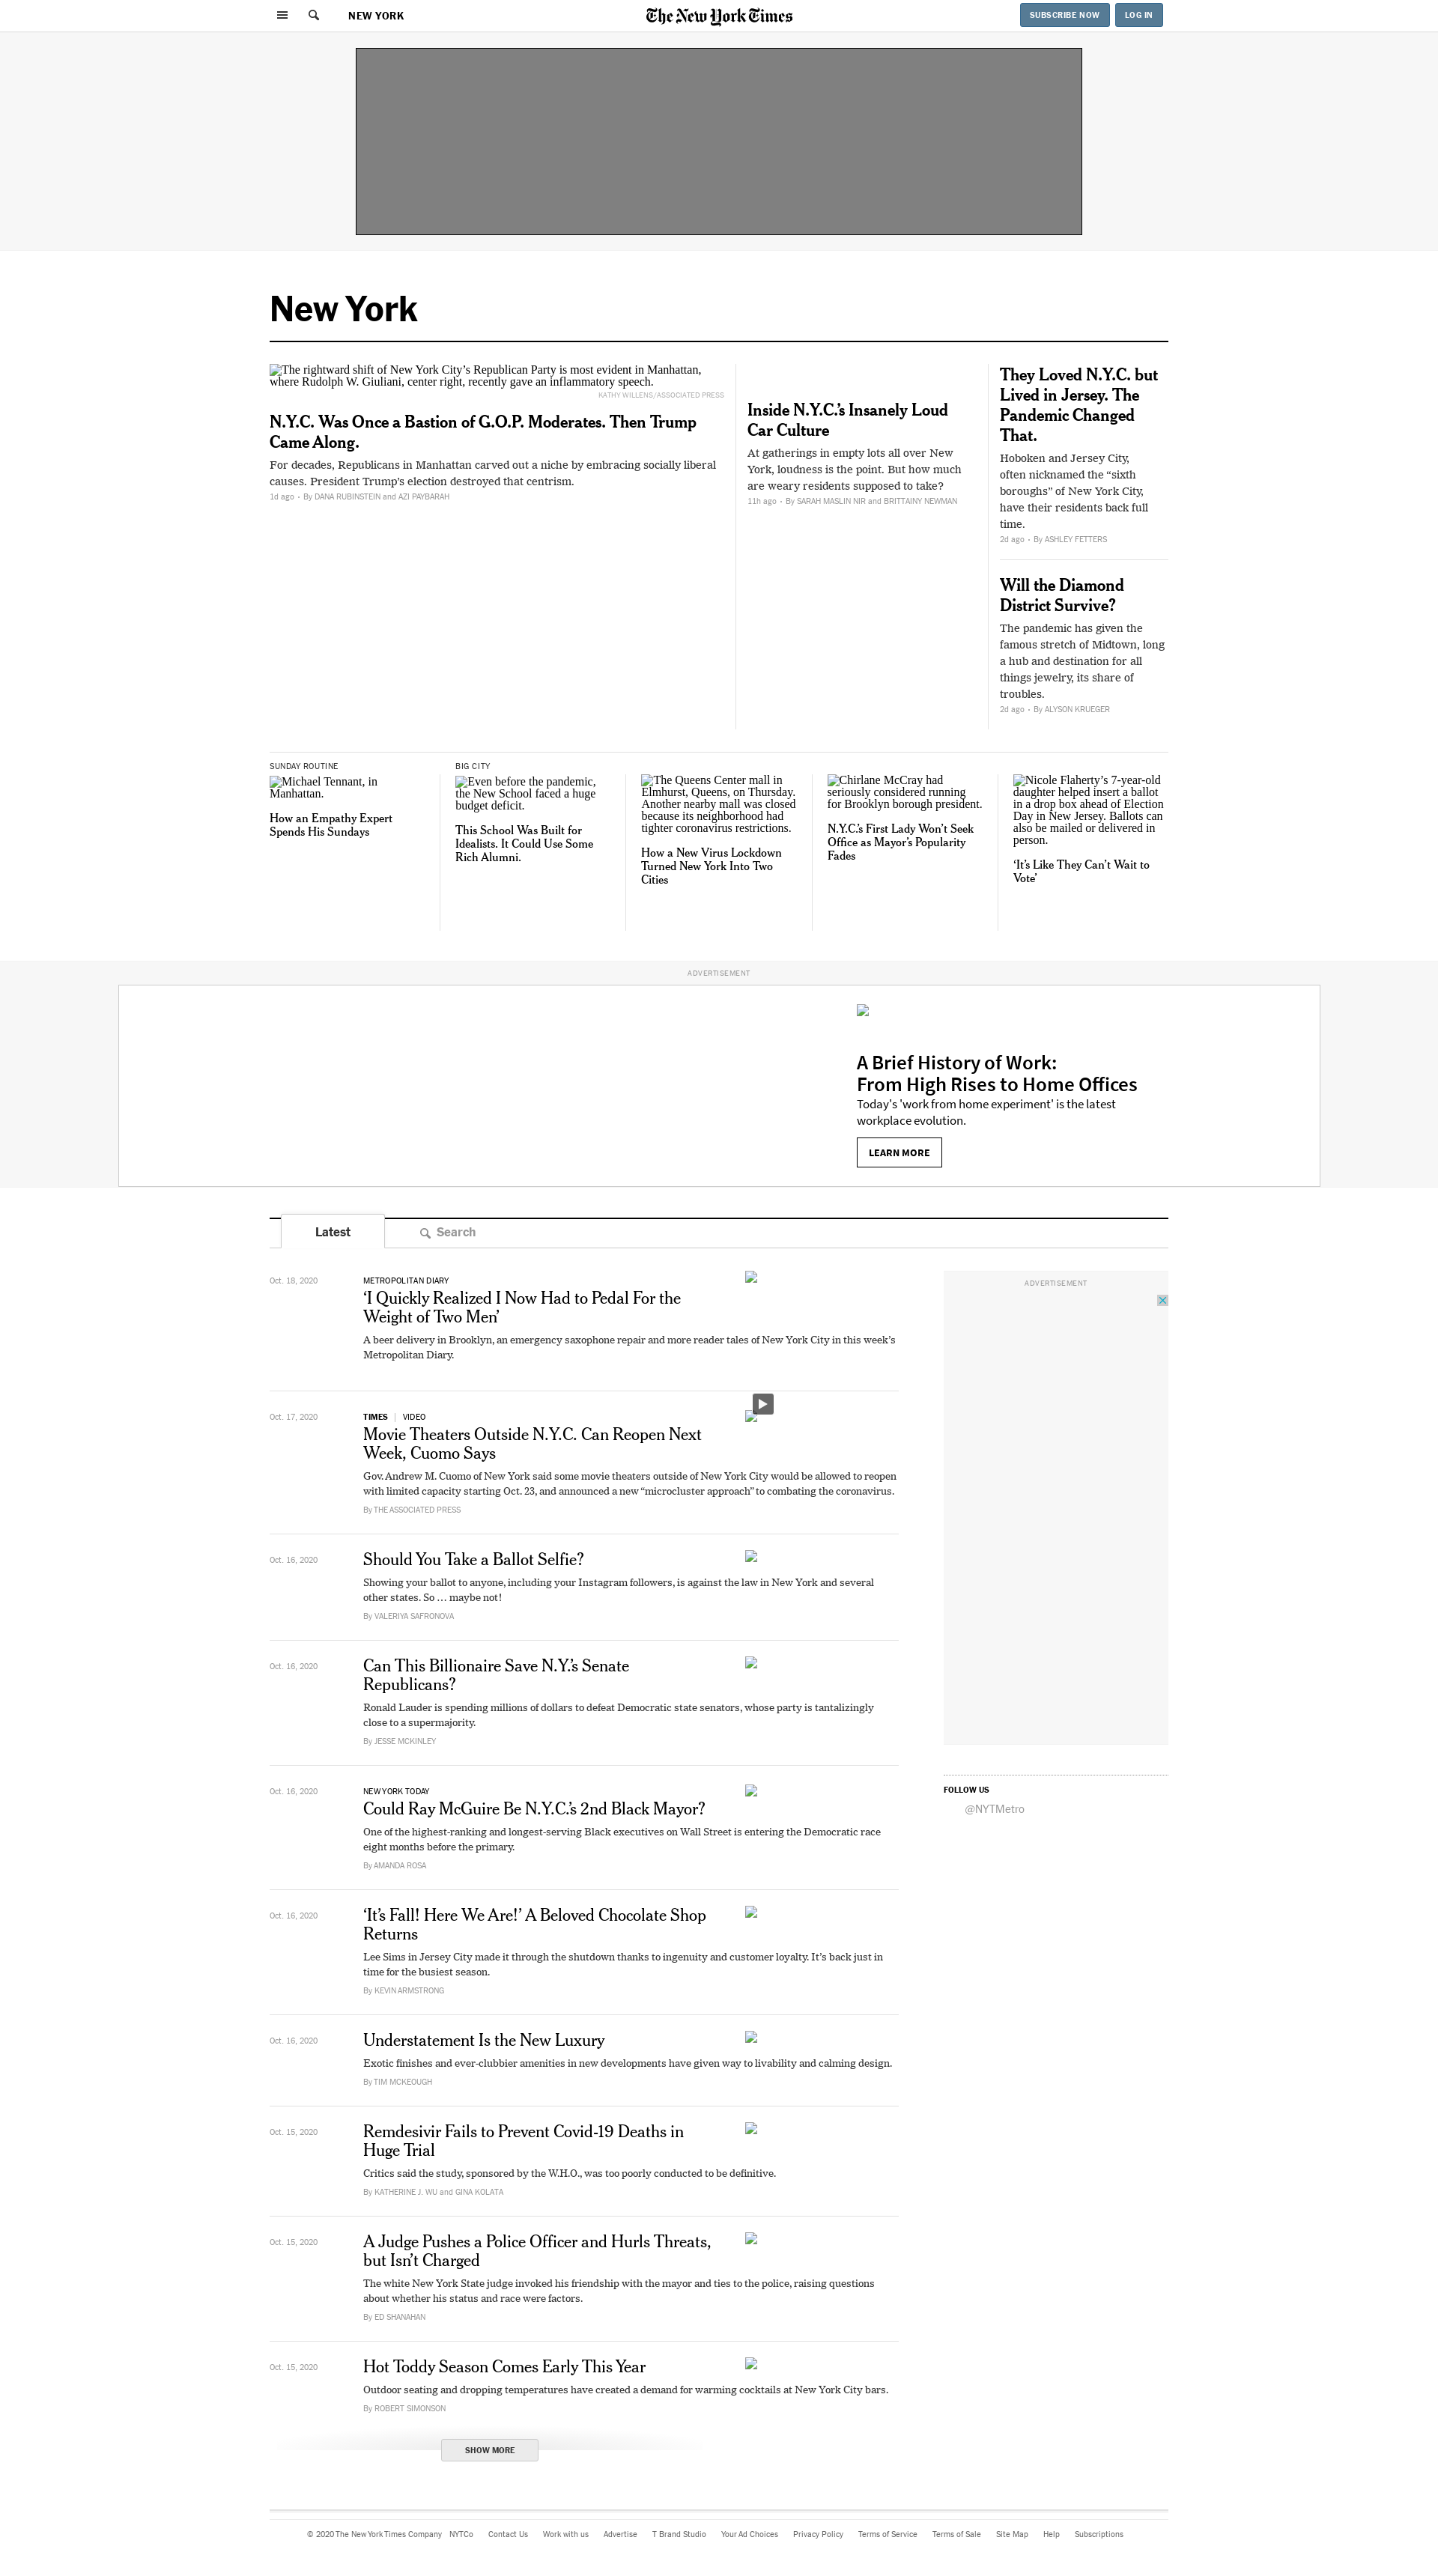 NEW YORK
The New York Times
SUBSCRIBE NOW
LOG IN
New York
The rightward shift of New York City’s Republican Party is most evident in Manhattan,
where Rudolph W. Giuliani, center right, recently gave an inflammatory speech.
KATHY WILLENS/ASSOCIATED PRESS
N.Y.C. Was Once a Bastion of G.O.P. Moderates. Then Trump
Came Along.
For decades, Republicans in Manhattan carved out a niche by embracing socially liberal
causes. President Trump’s election destroyed that centrism.
1d ago • By DANA RUBINSTEIN and AZI PAYBARAH
Inside N.Y.C.’s Insanely Loud
Car Culture
At gatherings in empty lots all over New
York, loudness is the point. But how much
are weary residents supposed to take?
11h ago • By SARAH MASLIN NIR and BRITTAINY NEWMAN
They Loved N.Y.C. but
Lived in Jersey. The
Pandemic Changed
That.
Hoboken and Jersey City,
often nicknamed the “sixth
boroughs” of New York City,
have their residents back full
time.
2d ago • By ASHLEY FETTERS
Will the Diamond
District Survive?
The pandemic has given the
famous stretch of Midtown, long
a hub and destination for all
things jewelry, its share of
troubles.
2d ago • By ALYSON KRUEGER
SUNDAY ROUTINE
Michael Tennant, in
Manhattan.
How an Empathy Expert
Spends His Sundays
BIG CITY
Even before the pandemic,
the New School faced a huge
budget deficit.
This School Was Built for
Idealists. It Could Use Some
Rich Alumni.
The Queens Center mall in
Elmhurst, Queens, on Thursday.
Another nearby mall was closed
because its neighborhood had
tighter coronavirus restrictions.
How a New Virus Lockdown
Turned New York Into Two
Cities
Chirlane McCray had
seriously considered running
for Brooklyn borough president.
N.Y.C.’s First Lady Won’t Seek
Office as Mayor’s Popularity
Fades
Nicole Flaherty’s 7-year-old
daughter helped insert a ballot
in a drop box ahead of Election
Day in New Jersey. Ballots can
also be mailed or delivered in
person.
‘It’s Like They Can’t Wait to
Vote’
ADVERTISEMENT
A Brief History of Work:
From High Rises to Home Offices
Today's 'work from home experiment' is the latest
workplace evolution.
LEARN MORE
Latest
Search
Oct. 18, 2020
METROPOLITAN DIARY
‘I Quickly Realized I Now Had to Pedal For the
Weight of Two Men’
A beer delivery in Brooklyn, an emergency saxophone repair and more reader tales of New York City in this week’s
Metropolitan Diary.
ADVERTISEMENT
Oct. 17, 2020
TIMES | VIDEO
Movie Theaters Outside N.Y.C. Can Reopen Next
Week, Cuomo Says
Gov. Andrew M. Cuomo of New York said some movie theaters outside of New York City would be allowed to reopen
with limited capacity starting Oct. 23, and announced a new “microcluster approach” to combating the coronavirus.
By THE ASSOCIATED PRESS
Oct. 16, 2020
Should You Take a Ballot Selfie?
Showing your ballot to anyone, including your Instagram followers, is against the law in New York and several
other states. So … maybe not!
By VALERIYA SAFRONOVA
Oct. 16, 2020
Can This Billionaire Save N.Y.’s Senate
Republicans?
Ronald Lauder is spending millions of dollars to defeat Democratic state senators, whose party is tantalizingly
close to a supermajority.
By JESSE MCKINLEY
Oct. 16, 2020
NEW YORK TODAY
Could Ray McGuire Be N.Y.C.’s 2nd Black Mayor?
One of the highest-ranking and longest-serving Black executives on Wall Street is entering the Democratic race
eight months before the primary.
By AMANDA ROSA
FOLLOW US
@NYTMetro
Oct. 16, 2020
‘It’s Fall! Here We Are!’ A Beloved Chocolate Shop
Returns
Lee Sims in Jersey City made it through the shutdown thanks to ingenuity and customer loyalty. It’s back just in
time for the busiest season.
By KEVIN ARMSTRONG
Oct. 16, 2020
Understatement Is the New Luxury
Exotic finishes and ever-clubbier amenities in new developments have given way to livability and calming design.
By TIM MCKEOUGH
Oct. 15, 2020
Remdesivir Fails to Prevent Covid-19 Deaths in
Huge Trial
Critics said the study, sponsored by the W.H.O., was too poorly conducted to be definitive.
By KATHERINE J. WU and GINA KOLATA
Oct. 15, 2020
A Judge Pushes a Police Officer and Hurls Threats,
but Isn’t Charged
The white New York State judge invoked his friendship with the mayor and ties to the police, raising questions
about whether his status and race were factors.
By ED SHANAHAN
Oct. 15, 2020
Hot Toddy Season Comes Early This Year
Outdoor seating and dropping temperatures have created a demand for warming cocktails at New York City bars.
By ROBERT SIMONSON
SHOW MORE
© 2020 The New York Times Company NYTCo Contact Us Work with us Advertise T Brand Studio Your Ad Choices Privacy Policy Terms of Service Terms of Sale Site Map Help Subscriptions